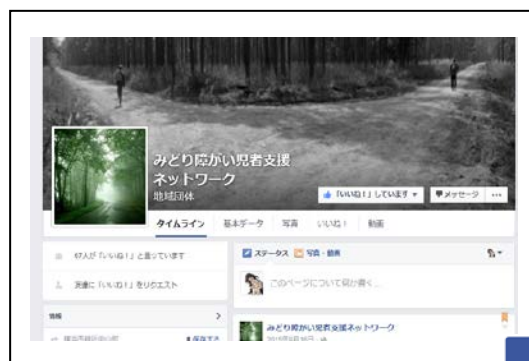 みどり障がい児者支援
ネットワーク
地域団体
「いいね！」しています
メッセージ
タイムライン 基本データ 写真 いいね！ 動画
67人が「いいね！」と言っています
友達に「いいね！」をリクエスト
情報
保存する
ステータス 写真・動画
このページについて何か書く...
みどり障がい児者支援ネットワーク